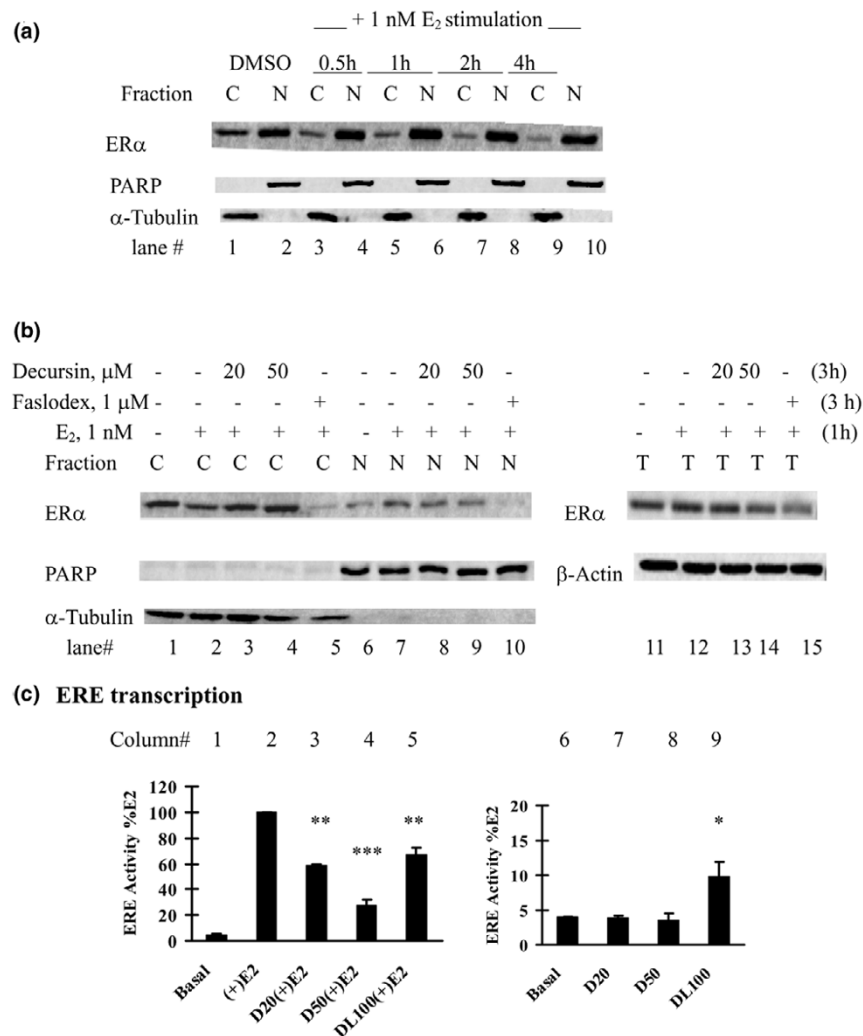 (a)
+ 1 nM E2 stimulation
DMSO 0.5h 1h 2h 4h
Fraction C N C N C N C N C N
ERα
PARP
α-Tubulin
lane # 1 2 3 4 5 6 7 8 9 10
(b)
Decursin, μM - - 20 50 - - - 20 50 - - - 20 50 - (3h)
Faslodex, 1 μM - - - - + - - - - + - - - - + (3 h)
E2, 1 nM - + + + + - + + + + - + + + + (1h)
Fraction C C C C C N N N N N T T T T T
ERα ERα
PARP β-Actin
α-Tubulin
lane# 1 2 3 4 5 6 7 8 9 10 11 12 13 14 15
(c) ERE transcription
Column# 1 2 3 4 5 6 7 8 9
ERE Activity %E2
120
100
80
60
40
20
0
** *** **
Basal
(+)E2
D20(+)E2
D50(+)E2
DL100(+)E2
ERE Activity %E2
20
15
10
5
0
*
Basal
D20
D50
DL100